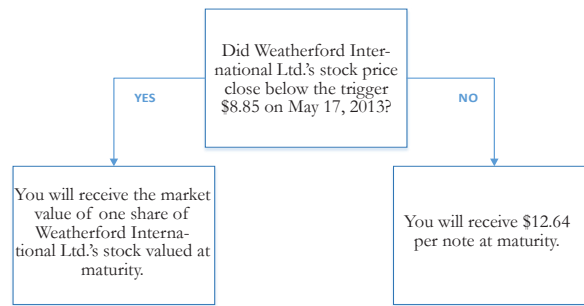 Did Weatherford Inter-
national Ltd.'s stock price
close below the trigger
$8.85 on May 17, 2013?
YES
NO
You will receive the market
value of one share of
Weatherford Interna-
tional Ltd.'s stock valued at
maturity.
You will receive $12.64
per note at maturity.